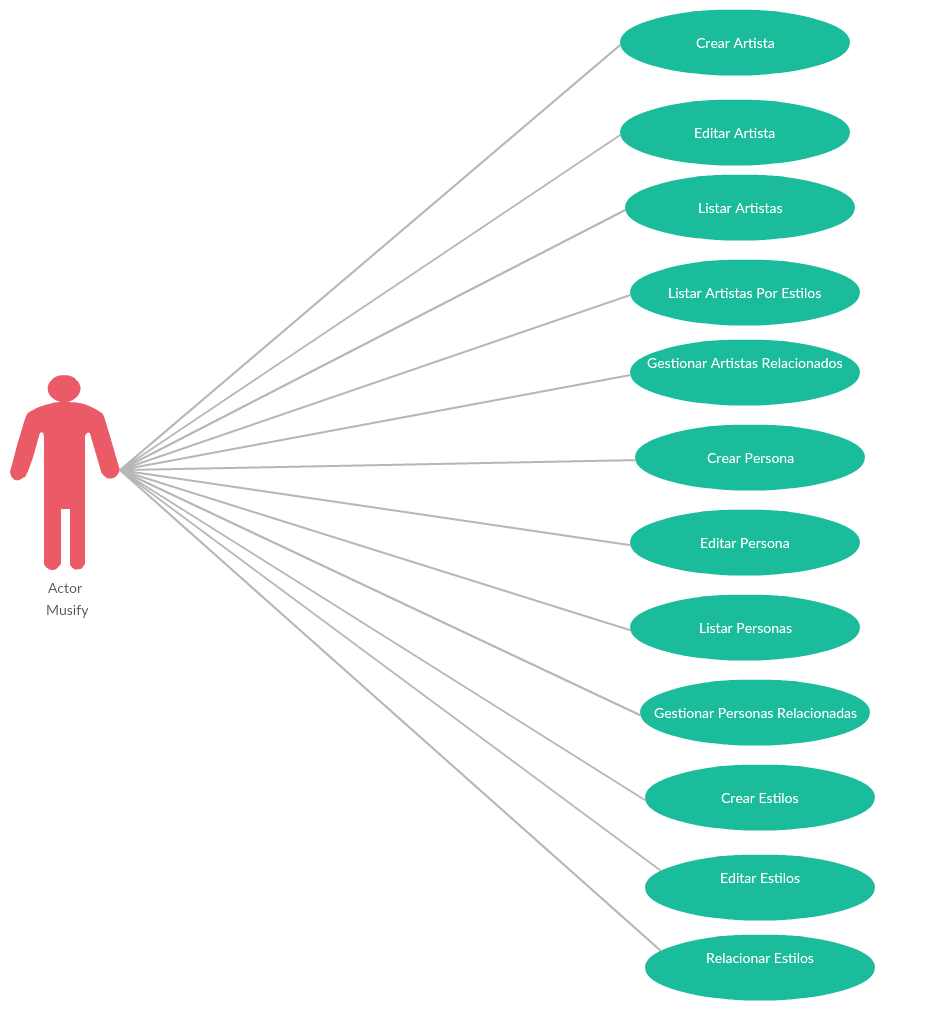 Crear Artista
Editar Artista
Listar Artistas
Listar Artistas Por Estilos
Gestionar Artistas Relacionados
Crear Persona
Editar Persona
Actor
Musify
Listar Personas
Gestionar Personas Relacionadas
Crear Estilos
Editar Estilos
Relacionar Estilos